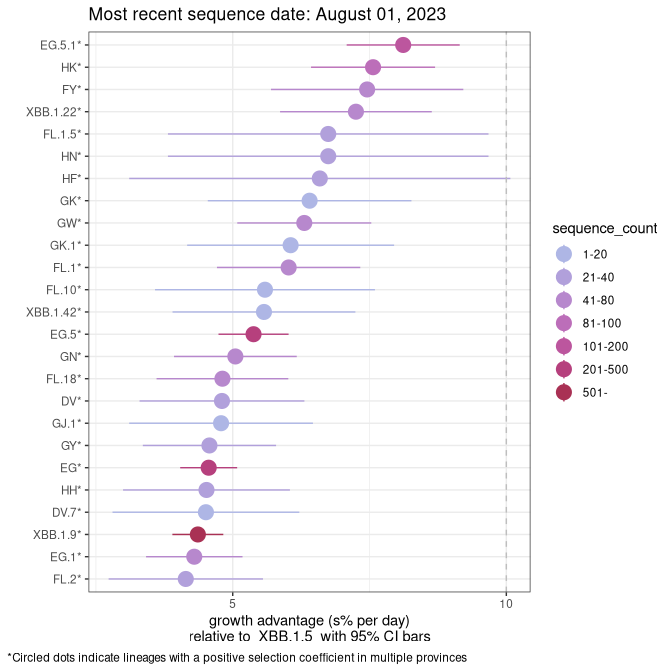 Most recent sequence date: August 01, 2023
EG.5.1*
HK*
FY*
XBB.1.22*
FL.1.5*
HN*
HF*
GK*
GW*
GK.1*
FL.1*
FL.10*
XBB.1.42*
EG.5*
GN*
FL.18*
DV*
GJ.1*
GY*
EG*
HH*
DV.7*
XBB.1.9*
EG.1*
FL.2*
5 10
growth advantage (s% per day)
relative to XBB.1.5 with 95% CI bars
*Circled dots indicate lineages with a positive selection coefficient in multiple provinces
sequence_count
1-20
21-40
41-80
81-100
101-200
201-500
501-